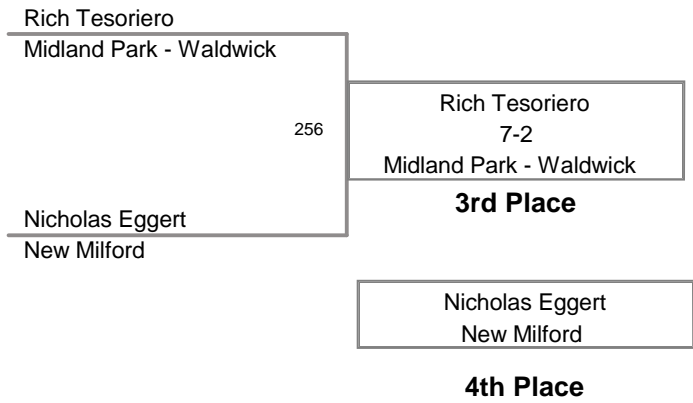 Rich Tesoriero
Midland Park - Waldwick
256
Rich Tesoriero
7-2
Midland Park - Waldwick
3rd Place
Nicholas Eggert
New Milford
Nicholas Eggert
New Milford
4th Place